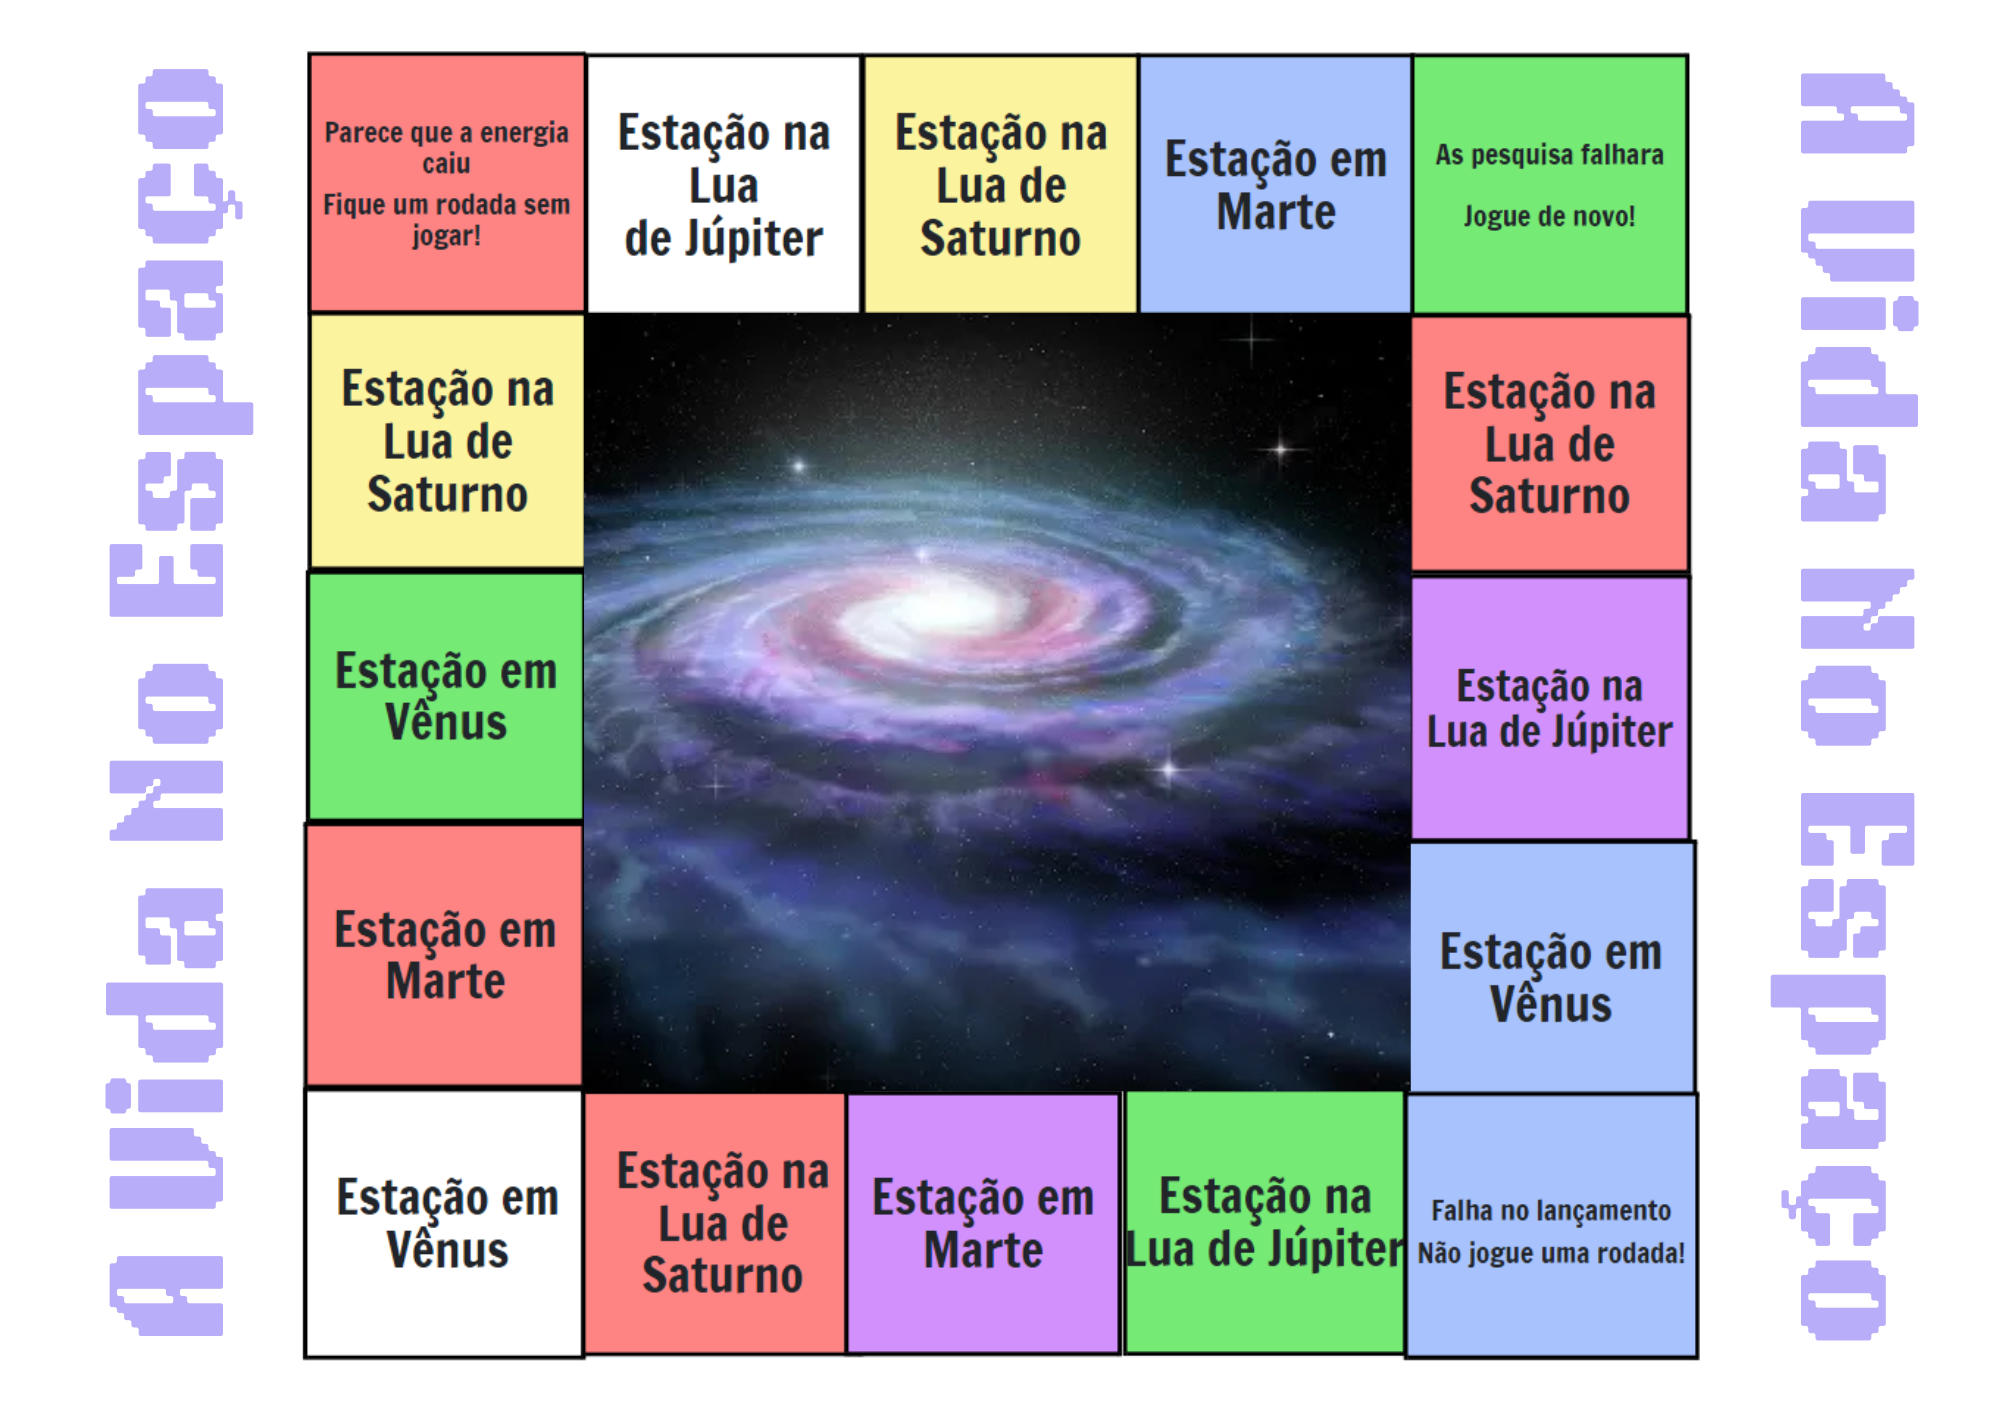 A Vida No Espaço
Parece que a energia
caiu
Fique um rodada sem
jogar!
Estação na
Lua
de Júpiter
Estação na
Lua de
Saturno
Estação em
Marte
As pesquisa falhara
Jogue de novo!
Estação na
Lua de
Saturno
Estação na
Lua de
Saturno
Estação em
Vênus
Estação na
Lua de Júpiter
Estação em
Marte
Estação em
Vênus
Estação em
Vênus
Estação na
Lua de
Saturno
Estação em
Marte
Estação na
Lua de Júpiter
Falha no lançamento
Não jogue uma rodada!
A Vida No Espaço